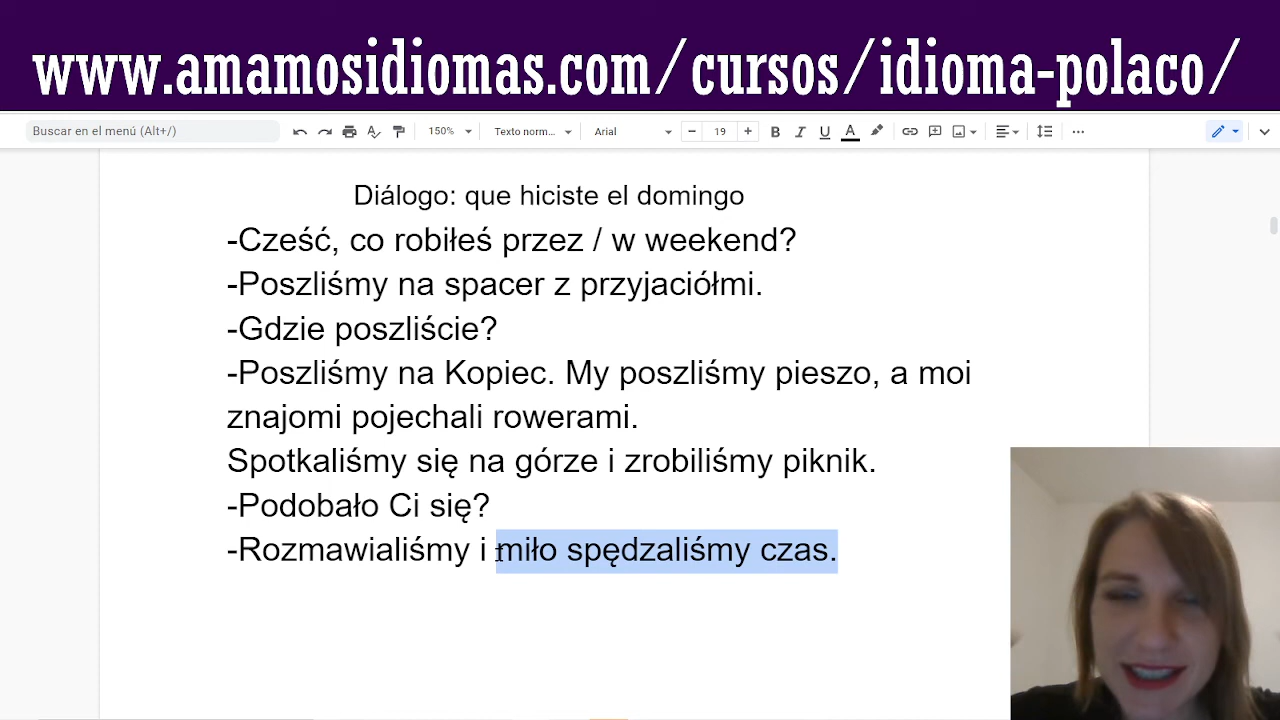 www.amamosidiomas.com/cursos/idioma-polaco/
Buscar en el menú (Alt+/)
150%
Texto norm...
Arial
19
B
I
U
A
Diálogo: que hiciste el domingo
-Cześć, co robiłeś przez / w weekend?
-Poszliśmy na spacer z przyjaciółmi.
-Gdzie poszliście?
-Poszliśmy na Kopiec. My poszliśmy pieszo, a moi
znajomi pojechali rowerami.
Spotkaliśmy się na górze i zrobiliśmy piknik.
-Podobało Ci się?
-Rozmawialiśmy i miło spędzaliśmy czas.